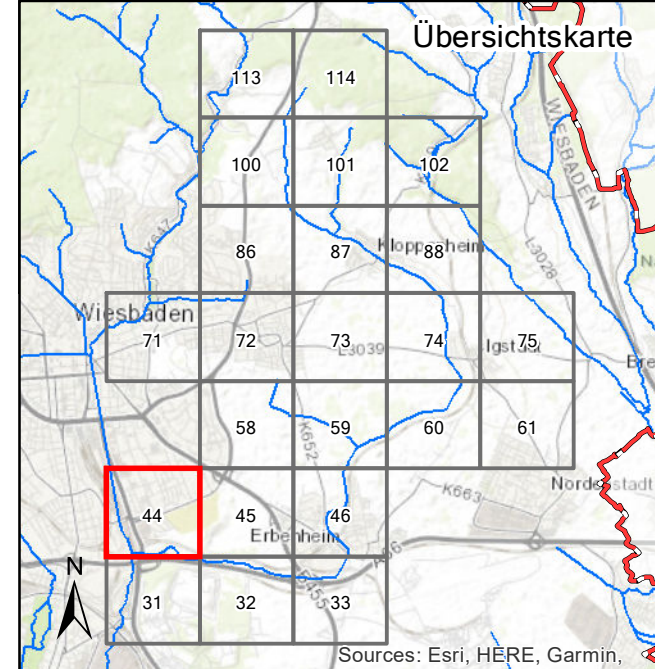 Übersichtskarte
113 114
100 101 102
WIESBADEN
K647
86 87 88
Kloppenheim
L3028
Wiesbaden
71 72 73 74 75
L3039
Igstadt
58 59 60 61
K652
44 45 46
K663
Erbenheim
A66
N
31 32 33
B455
Sources: Esri, HERE, Garmin,